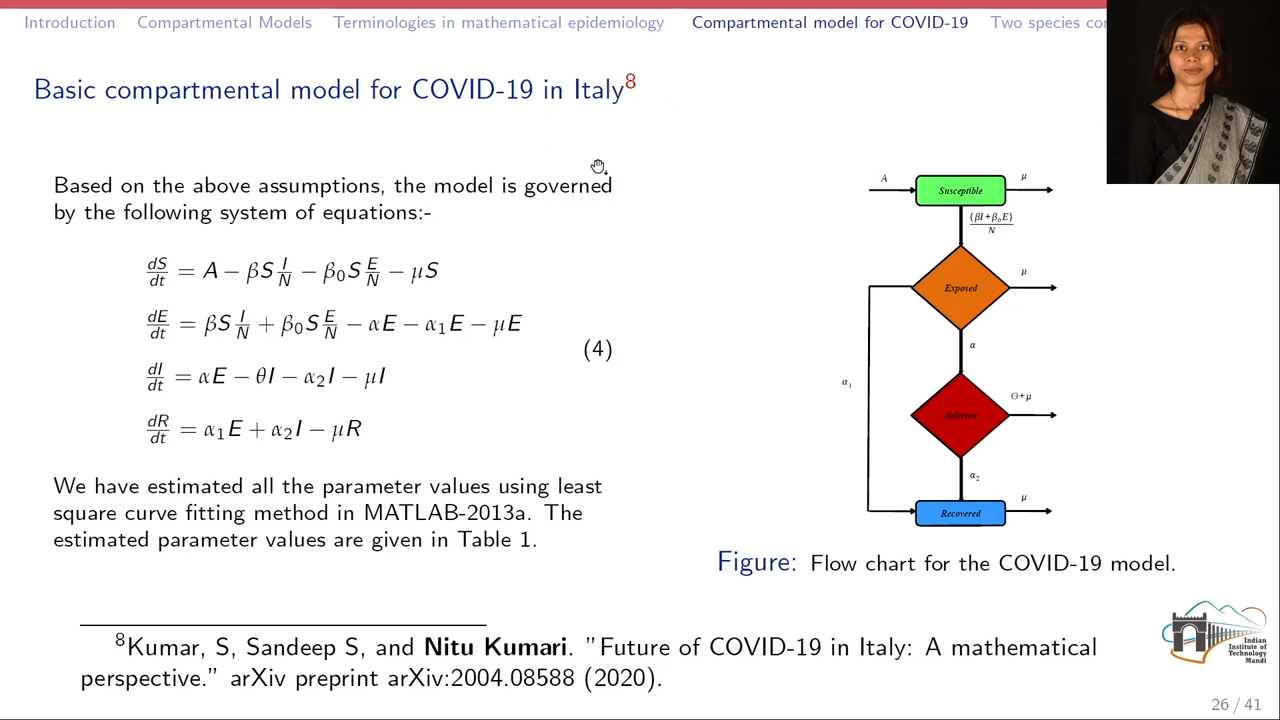 Introduction Compartmental Models Terminologies in mathematical epidemiology Compartmental model for COVID-19 Two species
Basic compartmental model for COVID-19 in Italy⁸
Based on the above assumptions, the model is governed
by the following system of equations:-
dS/dt = A − βS I/N − β₀S E/N − μS
dE/dt = βS I/N + β₀S E/N − αE − α₁E − μE
dI/dt = αE − θI − α₂I − μI
dR/dt = α₁E + α₂I − μR
(4)
We have estimated all the parameter values using least
square curve fitting method in MATLAB-2013a. The
estimated parameter values are given in Table 1.
A
Susceptible
μ
(βI+β₀E)/N
Exposed
μ
α
α₁
Infected
Θ+μ
α₂
Recovered
μ
Figure: Flow chart for the COVID-19 model.
⁸Kumar, S, Sandeep S, and Nitu Kumari. ”Future of COVID-19 in Italy: A mathematical
perspective.” arXiv preprint arXiv:2004.08588 (2020).
Indian
Institute of
Technology
Mandi
26 / 41